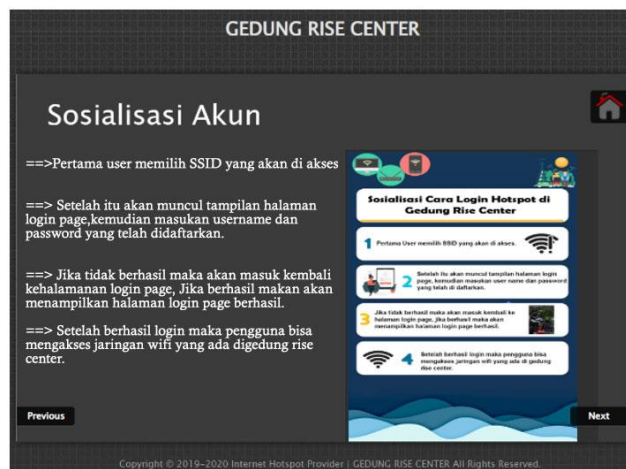 GEDUNG RISE CENTER
Sosialisasi Akun
==>Pertama user memilih SSID yang akan di akses
==> Setelah itu akan muncul tampilan halaman
login page,kemudian masukan username dan
password yang telah didaftarkan.
==> Jika tidak berhasil maka akan masuk kembali
kehalamanan login page, Jika berhasil makan akan
menampilkan halaman login page berhasil.
==> Setelah berhasil login maka pengguna bisa
mengakses jaringan wifi yang ada digedung rise
center.
Sosialisasi Cara Login Hotspot di
Gedung Rise Center
1 Pertama User memilih SSID yang akan di akses.
2 Setelah itu akan muncul tampilan halaman login
page, kemudian masukan user name dan password
yang telah di daftarkan.
3 Jika tidak berhasil maka akan masuk kembali ke
halaman login page, Jika berhasil maka akan
menampilkan halaman login page berhasil.
4 Setelah berhasil login maka pengguna bisa
mengakses jaringan wifi yang ada di gedung
rise center.
Previous
Next
Copyright © 2019-2020 Internet Hotspot Provider | GEDUNG RISE CENTER All Rights Reserved.